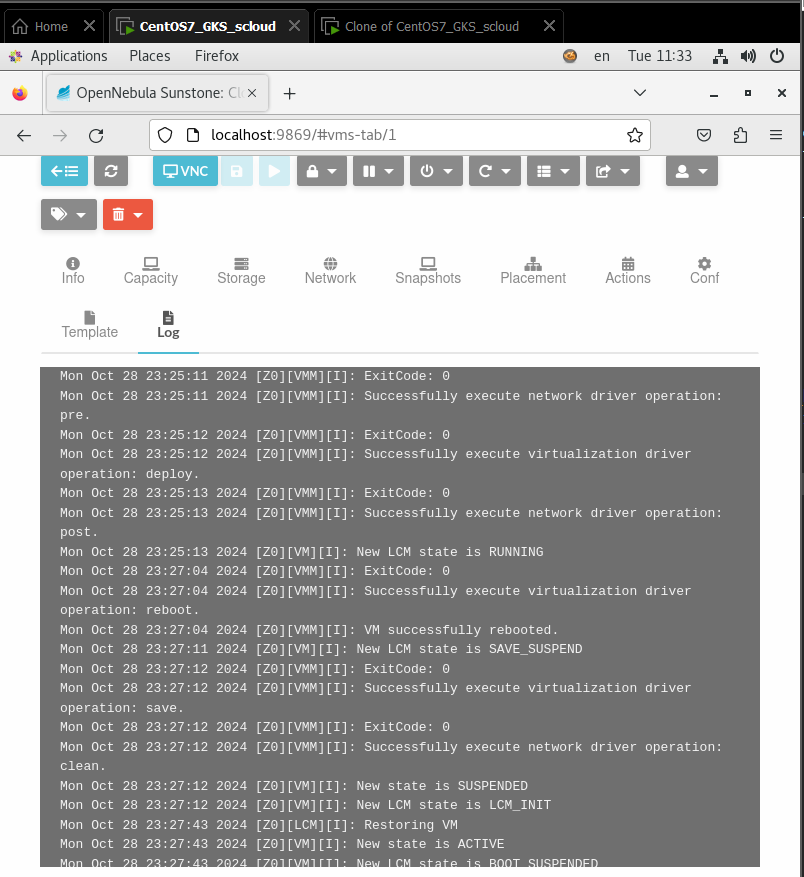 Home
CentOS7_GKS_scloud
Clone of CentOS7_GKS_scloud
Applications Places Firefox en Tue 11:33
OpenNebula Sunstone: Cl
localhost:9869/#vms-tab/1
VNC
Info Capacity Storage Network Snapshots Placement Actions Conf
Template Log
Mon Oct 28 23:25:11 2024 [Z0][VMM][I]: ExitCode: 0
Mon Oct 28 23:25:11 2024 [Z0][VMM][I]: Successfully execute network driver operation:
pre.
Mon Oct 28 23:25:12 2024 [Z0][VMM][I]: ExitCode: 0
Mon Oct 28 23:25:12 2024 [Z0][VMM][I]: Successfully execute virtualization driver
operation: deploy.
Mon Oct 28 23:25:13 2024 [Z0][VMM][I]: ExitCode: 0
Mon Oct 28 23:25:13 2024 [Z0][VMM][I]: Successfully execute network driver operation:
post.
Mon Oct 28 23:25:13 2024 [Z0][VM][I]: New LCM state is RUNNING
Mon Oct 28 23:27:04 2024 [Z0][VMM][I]: ExitCode: 0
Mon Oct 28 23:27:04 2024 [Z0][VMM][I]: Successfully execute virtualization driver
operation: reboot.
Mon Oct 28 23:27:04 2024 [Z0][VMM][I]: VM successfully rebooted.
Mon Oct 28 23:27:11 2024 [Z0][VM][I]: New LCM state is SAVE_SUSPEND
Mon Oct 28 23:27:12 2024 [Z0][VMM][I]: ExitCode: 0
Mon Oct 28 23:27:12 2024 [Z0][VMM][I]: Successfully execute virtualization driver
operation: save.
Mon Oct 28 23:27:12 2024 [Z0][VMM][I]: ExitCode: 0
Mon Oct 28 23:27:12 2024 [Z0][VMM][I]: Successfully execute network driver operation:
clean.
Mon Oct 28 23:27:12 2024 [Z0][VM][I]: New state is SUSPENDED
Mon Oct 28 23:27:12 2024 [Z0][VM][I]: New LCM state is LCM_INIT
Mon Oct 28 23:27:43 2024 [Z0][LCM][I]: Restoring VM
Mon Oct 28 23:27:43 2024 [Z0][VM][I]: New state is ACTIVE
Mon Oct 28 23:27:43 2024 [Z0][VM][I]: New LCM state is BOOT_SUSPENDED